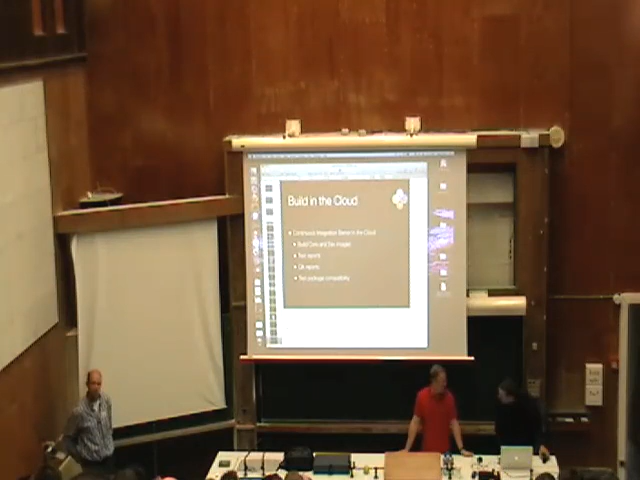 Build in the Cloud
Continuous Integration Server in the Cloud
Build Core and Dev images
Test reports
QA reports
Test package compatibility